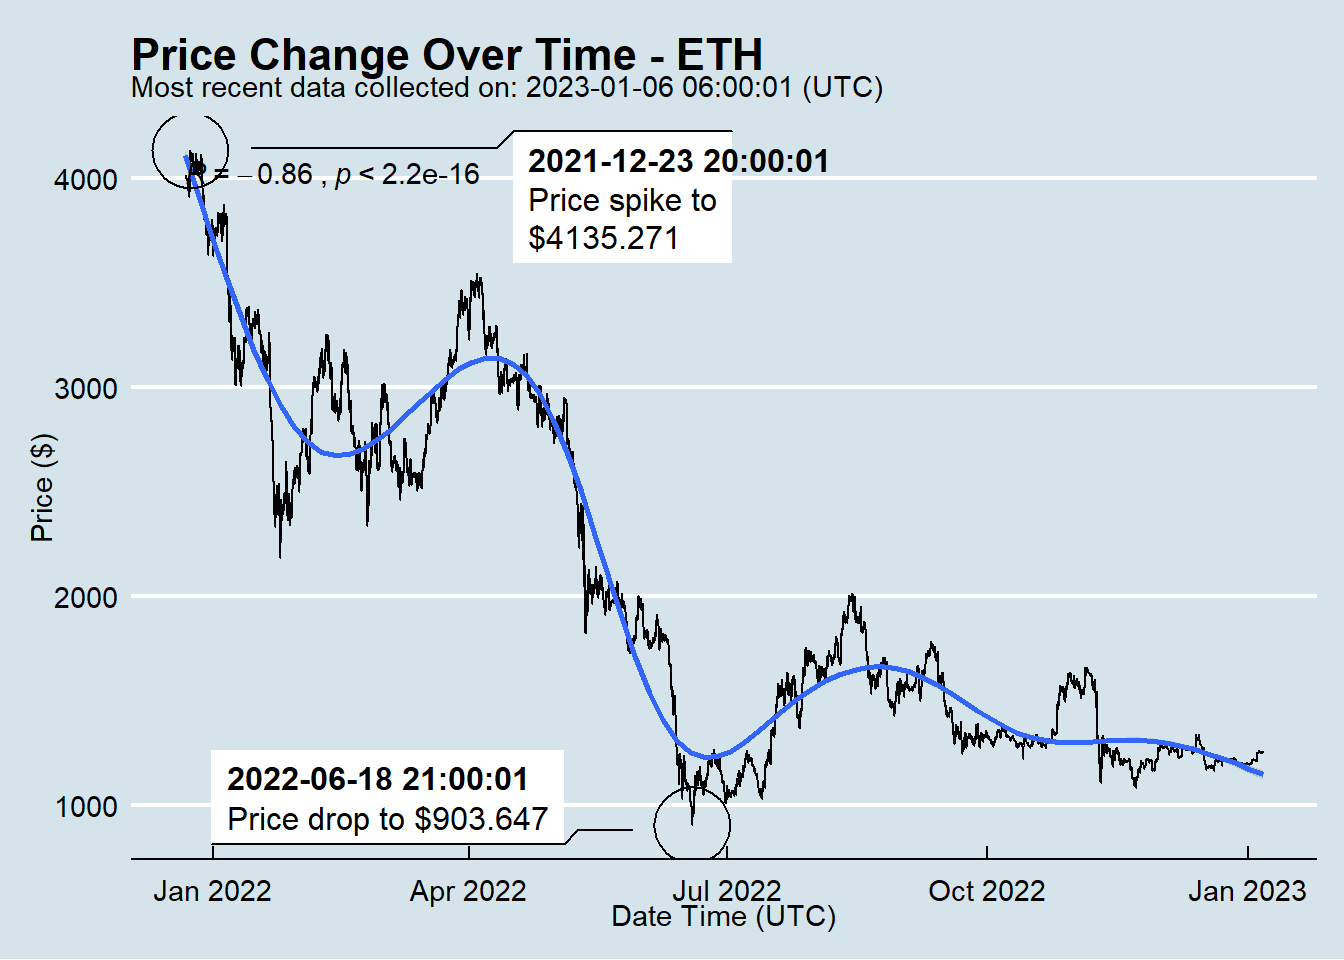 Price Change Over Time - ETH
Most recent data collected on: 2023-01-06 06:00:01 (UTC)
2021-12-23 20:00:01
Price spike to
$4135.271
= −0.86 , p < 2.2e-16
4000
3000
2000
1000
Price ($)
2022-06-18 21:00:01
Price drop to $903.647
Jan 2022
Apr 2022
Jul 2022
Oct 2022
Jan 2023
Date Time (UTC)